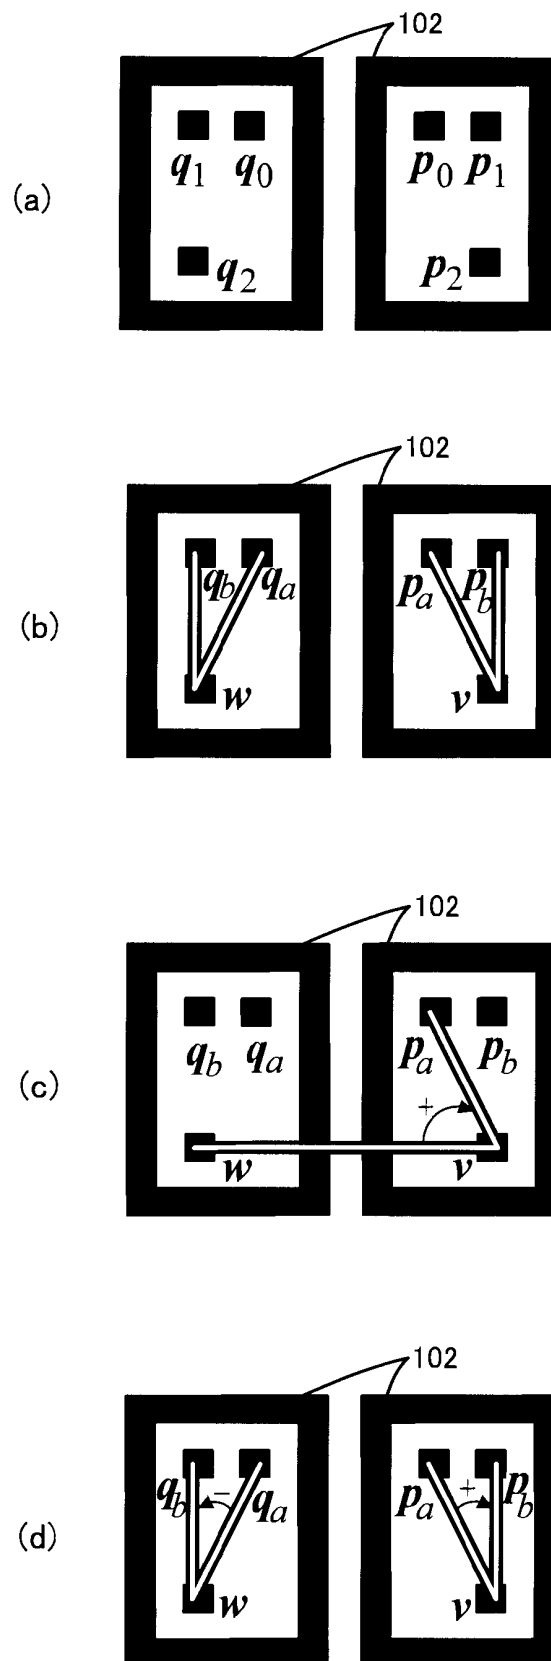 102
q1 q0 p0 p1
(a)
q2 p2
102
qb qa pa pb
(b)
w v
102
qb qa pa pb
(c)
+
w v
102
qb − qa pa + pb
(d)
w v